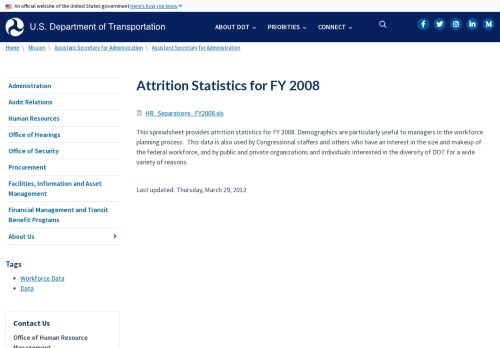 An official website of the United States government Here's how you know
U.S. Department of Transportation
ABOUT DOT
PRIORITIES
CONNECT
Home \ Mission \ Assistant Secretary for Administration \ Assistant Secretary for Administration
Administration
Audit Relations
Human Resources
Office of Hearings
Office of Security
Procurement
Facilities, Information and Asset
Management
Financial Management and Transit
Benefit Programs
About Us
Tags
Workforce Data
Data
Contact Us
Office of Human Resource
Management
Attrition Statistics for FY 2008
HR_Separations_FY2008.xls
This spreadsheet provides attrition statistics for FY 2008. Demographics are particularly useful to managers in the workforce
planning process. This data is also used by Congressional staffers and others who have an interest in the size and makeup of
the federal workforce, and by public and private organizations and individuals interested in the diversity of DOT for a wide
variety of reasons.
Last updated: Thursday, March 29, 2012